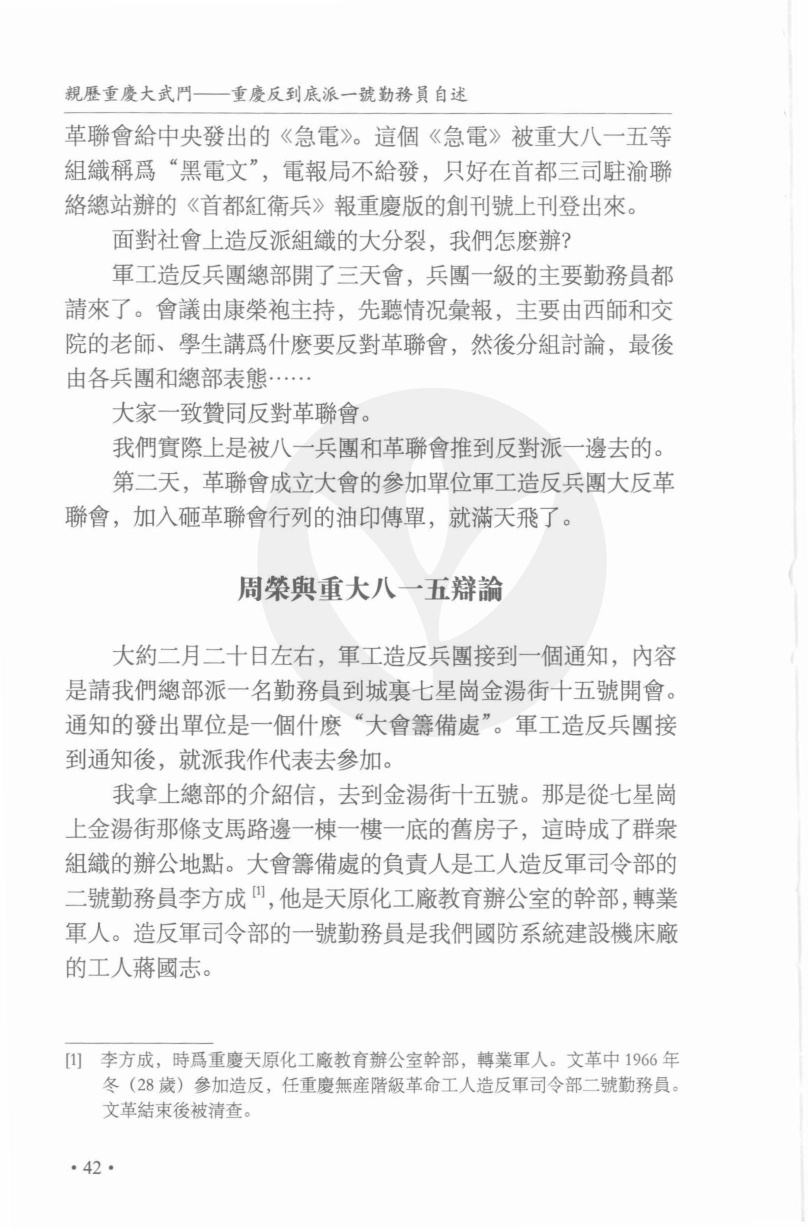 親歷重慶大武鬥——重慶反到底派一號勤務員自述
革聯會給中央發出的《急電》。這個《急電》被重大八一五等
組織稱爲“黑電文”，電報局不給發，只好在首都三司駐渝聯
絡總站辦的《首都紅衛兵》報重慶版的創刊號上刊登出來。
面對社會上造反派組織的大分裂，我們怎麽辦？
軍工造反兵團總部開了三天會，兵團一級的主要勤務員都
請來了。會議由康榮袍主持，先聽情况彙報，主要由西師和交
院的老師、學生講爲什麽要反對革聯會，然後分組討論，最後
由各兵團和總部表態……
大家一致贊同反對革聯會。
我們實際上是被八一兵團和革聯會推到反對派一邊去的。
第二天，革聯會成立大會的參加單位軍工造反兵團大反革
聯會，加入砸革聯會行列的油印傳單，就滿天飛了。
周榮與重大八一五辯論
大約二月二十日左右，軍工造反兵團接到一個通知，内容
是請我們總部派一名勤務員到城裏七星崗金湯街十五號開會。
通知的發出單位是一個什麽“大會籌備處”。軍工造反兵團接
到通知後，就派我作代表去參加。
我拿上總部的介紹信，去到金湯街十五號。那是從七星崗
上金湯街那條支馬路邊一棟一樓一底的舊房子，這時成了群衆
組織的辦公地點。大會籌備處的負責人是工人造反軍司令部的
二號勤務員李方成[1]，他是天原化工廠教育辦公室的幹部，轉業
軍人。造反軍司令部的一號勤務員是我們國防系統建設機床廠
的工人蔣國志。
[1] 李方成，時爲重慶天原化工廠教育辦公室幹部，轉業軍人。文革中1966年
冬（28歲）參加造反，任重慶無産階級革命工人造反軍司令部二號勤務員。
文革結束後被清查。
·42·